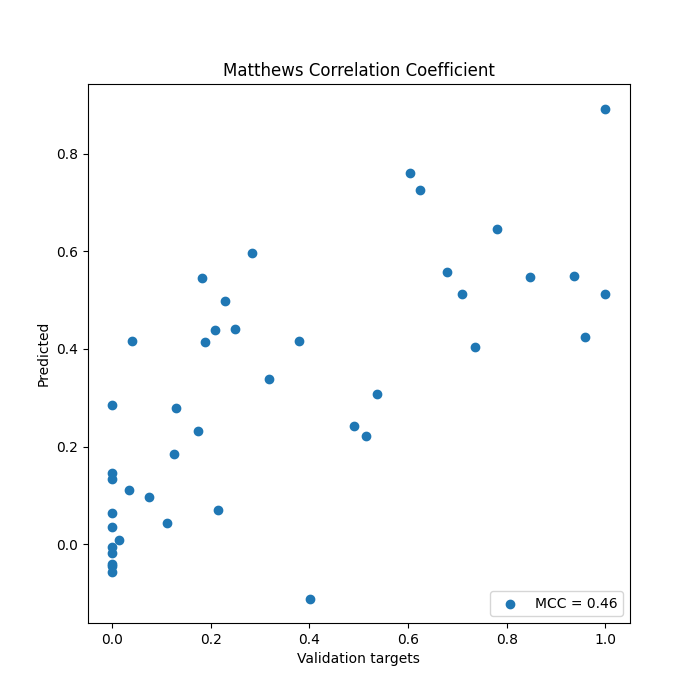 Matthews Correlation Coefficient
Predicted
0.8
0.6
0.4
0.2
0.0
MCC = 0.46
0.0 0.2 0.4 0.6 0.8 1.0
Validation targets